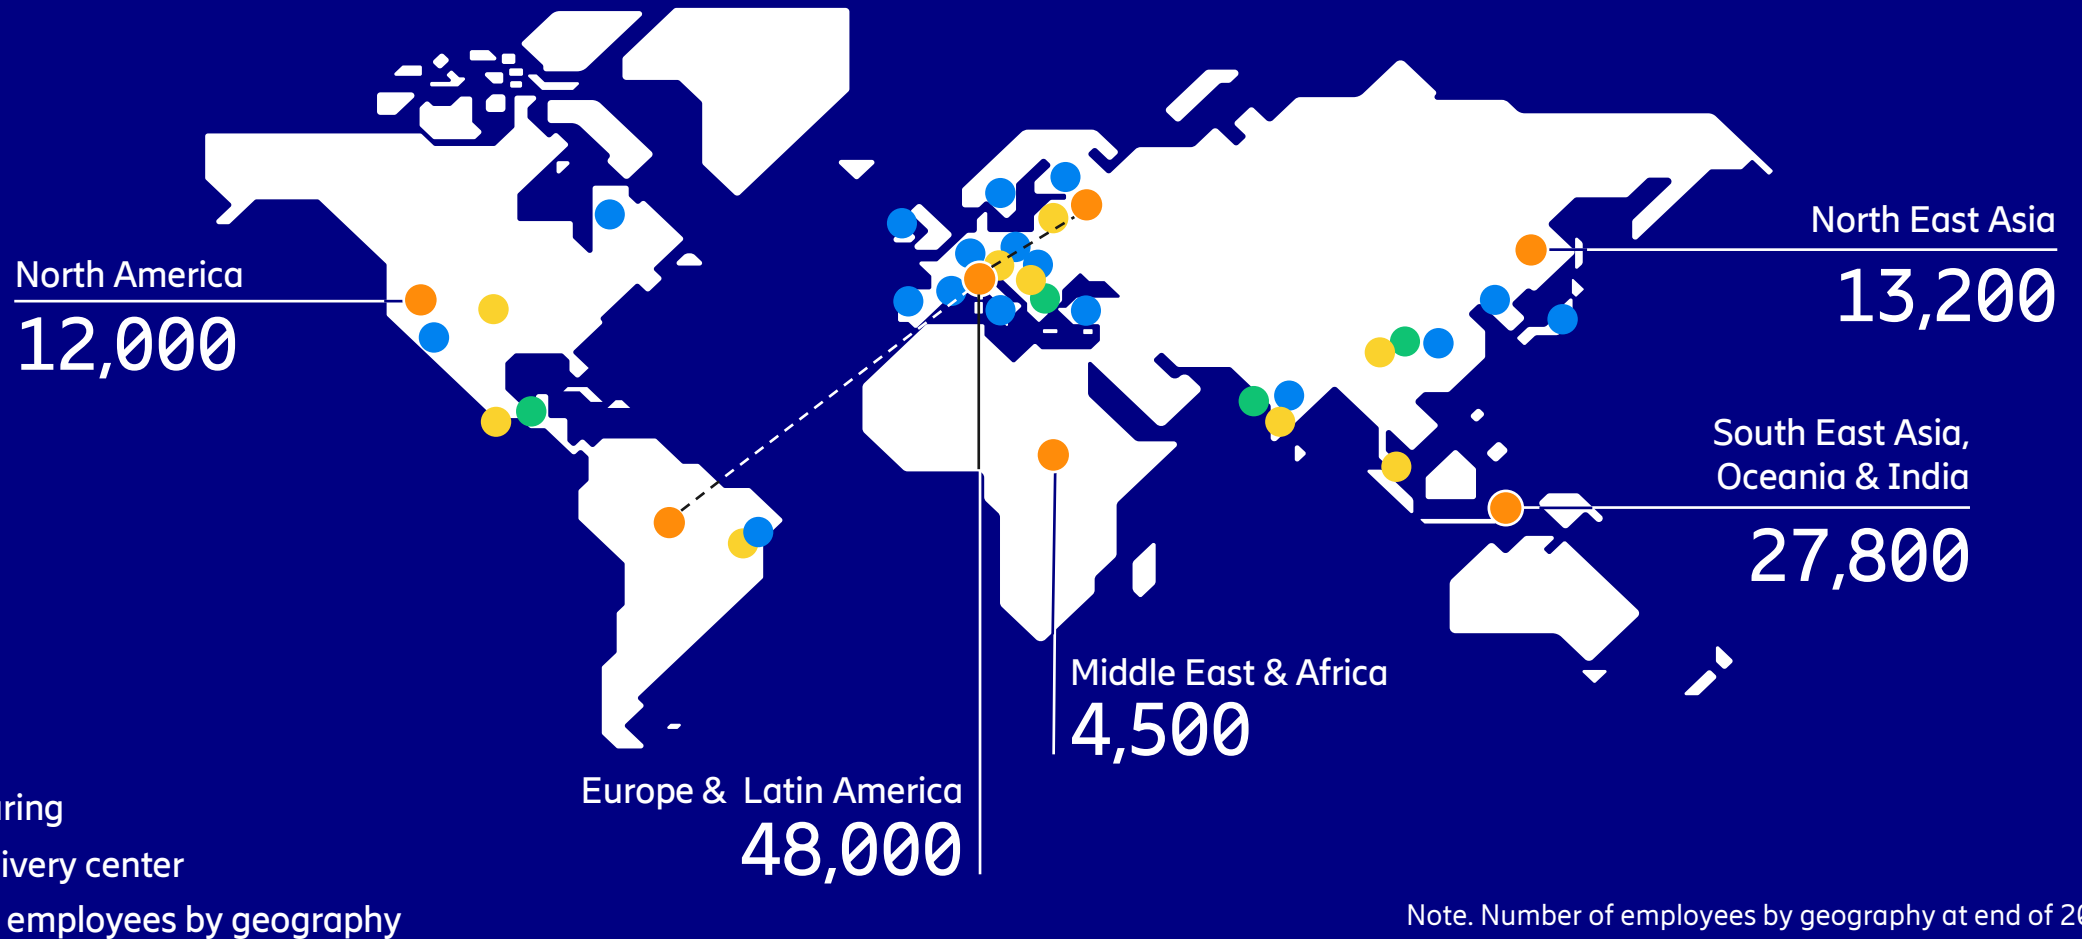 North America
12,000
North East Asia
13,200
South East Asia,
Oceania & India
27,800
Middle East & Africa
4,500
Europe & Latin America
48,000
center
employees by geography
Note. Number of employees by geography at end of